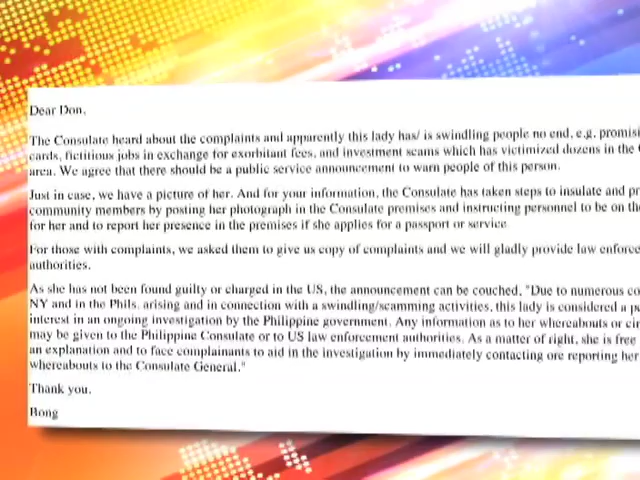 Dear Don,
The Consulate heard about the complaints and apparently this lady has/ is swindling people no end, e.g. promisi
cards, fictitious jobs in exchange for exorbitant fees, and investment scams which has victimized dozens in the
area. We agree that there should be a public service announcement to warn people of this person.
Just in case, we have a picture of her. And for your information, the Consulate has taken steps to insulate and pr
community members by posting her photograph in the Consulate premises and instructing personnel to be on th
for her and to report her presence in the premises if she applies for a passport or service
For those with complaints, we asked them to give us copy of complaints and we will gladly provide law enforce
authorities.
As she has not been found guilty or charged in the US, the announcement can be couched, "Due to numerous co
NY and in the Phils. arising and in connection with a swindling/scamming activities, this lady is considered a p
interest in an ongoing investigation by the Philippine government. Any information as to her whereabouts or cir
may be given to the Philippine Consulate or to US law enforcement authorities. As a matter of right, she is free
an explanation and to face complainants to aid in the investigation by immediately contacting ore reporting her
whereabouts to the Consulate General."
Thank you.
Bong